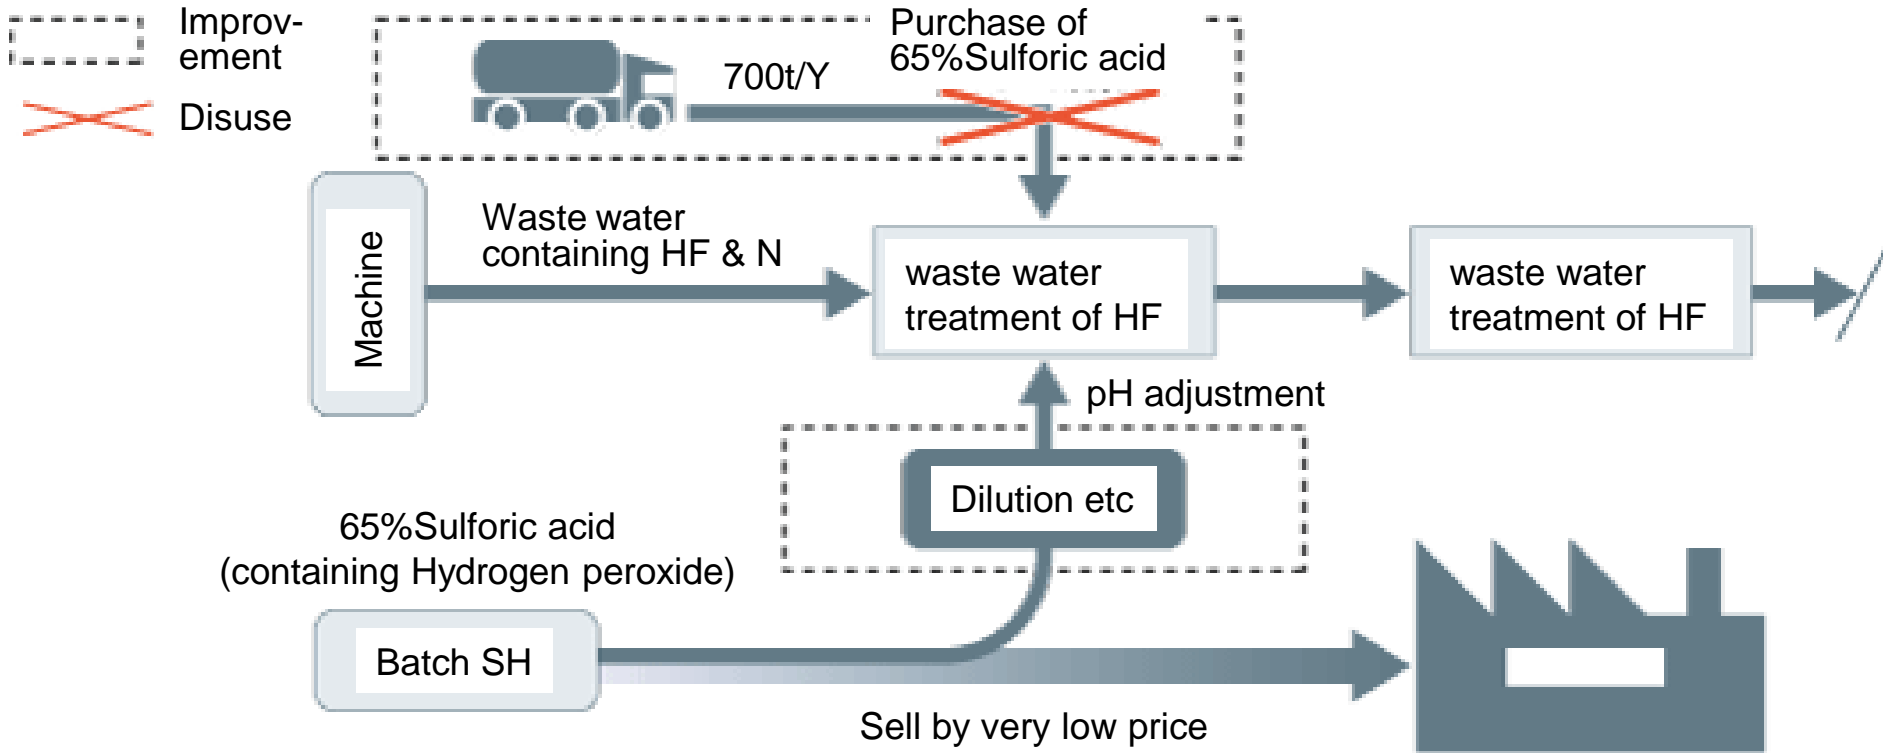 Improv-
ement
Disuse
Purchase of
65%Sulforic acid
700t/Y
Machine
Waste water
containing HF & N
waste water
treatment of HF
waste water
treatment of HF
pH adjustment
Dilution etc
65%Sulforic acid
(containing Hydrogen peroxide)
Batch SH
Sell by very low price